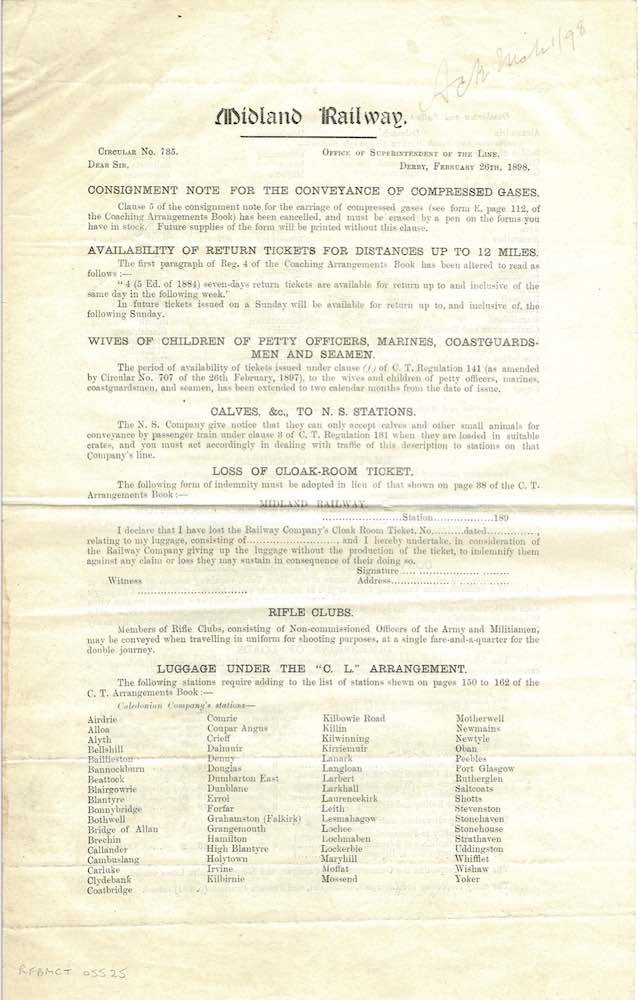 Ack Mch 1/98
Midland Railway.
Circular No. 785.
Office of Superintendent of the Line,
Dear Sir,
Derby, February 26th, 1898.
CONSIGNMENT NOTE FOR THE CONVEYANCE OF COMPRESSED GASES.
Clause 5 of the consignment note for the carriage of compressed gases (see form E, page 112, of
the Coaching Arrangements Book) has been cancelled, and must be erased by a pen on the forms you
have in stock. Future supplies of the form will be printed without this clause.
AVAILABILITY OF RETURN TICKETS FOR DISTANCES UP TO 12 MILES.
The first paragraph of Reg. 4 of the Coaching Arrangements Book has been altered to read as
follows :—
"4 (5 Ed. of 1884) seven-days return tickets are available for return up to and inclusive of the
same day in the following week."
In future tickets issued on a Sunday will be available for return up to, and inclusive of, the
following Sunday.
WIVES OF CHILDREN OF PETTY OFFICERS, MARINES, COASTGUARDS-
MEN AND SEAMEN.
The period of availability of tickets issued under clause (f) of C. T. Regulation 141 (as amended
by Circular No. 707 of the 26th February, 1897), to the wives and children of petty officers, marines,
coastguardsmen, and seamen, has been extended to two calendar months from the date of issue.
CALVES, &c., TO N. S. STATIONS.
The N. S. Company give notice that they can only accept calves and other small animals for
conveyance by passenger train under clause 3 of C. T. Regulation 181 when they are loaded in suitable
crates, and you must act accordingly in dealing with traffic of this description to stations on that
Company's line.
LOSS OF CLOAK-ROOM TICKET.
The following form of indemnity must be adopted in lieu of that shown on page 38 of the C. T.
Arrangements Book :—
MIDLAND RAILWAY.
..............................Station..................189
I declare that I have lost the Railway Company's Cloak Room Ticket, No.........dated................,
relating to my luggage, consisting of............................, and I hereby undertake, in consideration of
the Railway Company giving up the luggage without the production of the ticket, to indemnify them
against any claim or loss they may sustain in consequence of their doing so.
Signature..................................
Witness
Address..................................
..................................
RIFLE CLUBS.
Members of Rifle Clubs, consisting of Non-commissioned Officers of the Army and Militiamen,
may be conveyed when travelling in uniform for shooting purposes, at a single fare-and-a-quarter for the
double journey.
LUGGAGE UNDER THE "C. L." ARRANGEMENT.
The following stations require adding to the list of stations shewn on pages 150 to 162 of the
C. T. Arrangements Book :—
Caledonian Company's stations—
Airdrie
Alloa
Alyth
Bellshill
Baillieston
Bannockburn
Beattock
Blairgowrie
Blantyre
Bonnybridge
Bothwell
Bridge of Allan
Brechin
Callander
Cambuslang
Carluke
Clydebank
Coatbridge
Comrie
Coupar Angus
Crieff
Dalmuir
Denny
Douglas
Dumbarton East
Dunblane
Errol
Forfar
Grahamston (Falkirk)
Grangemouth
Hamilton
High Blantyre
Holytown
Irvine
Kilbirnie
Kilbowie Road
Killin
Kilwinning
Kirriemuir
Lanark
Langloan
Larbert
Larkhall
Laurencekirk
Leith
Lesmahagow
Lochee
Lochmaben
Lockerbie
Maryhill
Moffat
Mossend
Motherwell
Newmains
Newtyle
Oban
Peebles
Port Glasgow
Rutherglen
Saltcoats
Shotts
Stevenston
Stonehaven
Stonehouse
Strathaven
Uddingston
Whifflet
Wishaw
Yoker
RFBMCT 05525